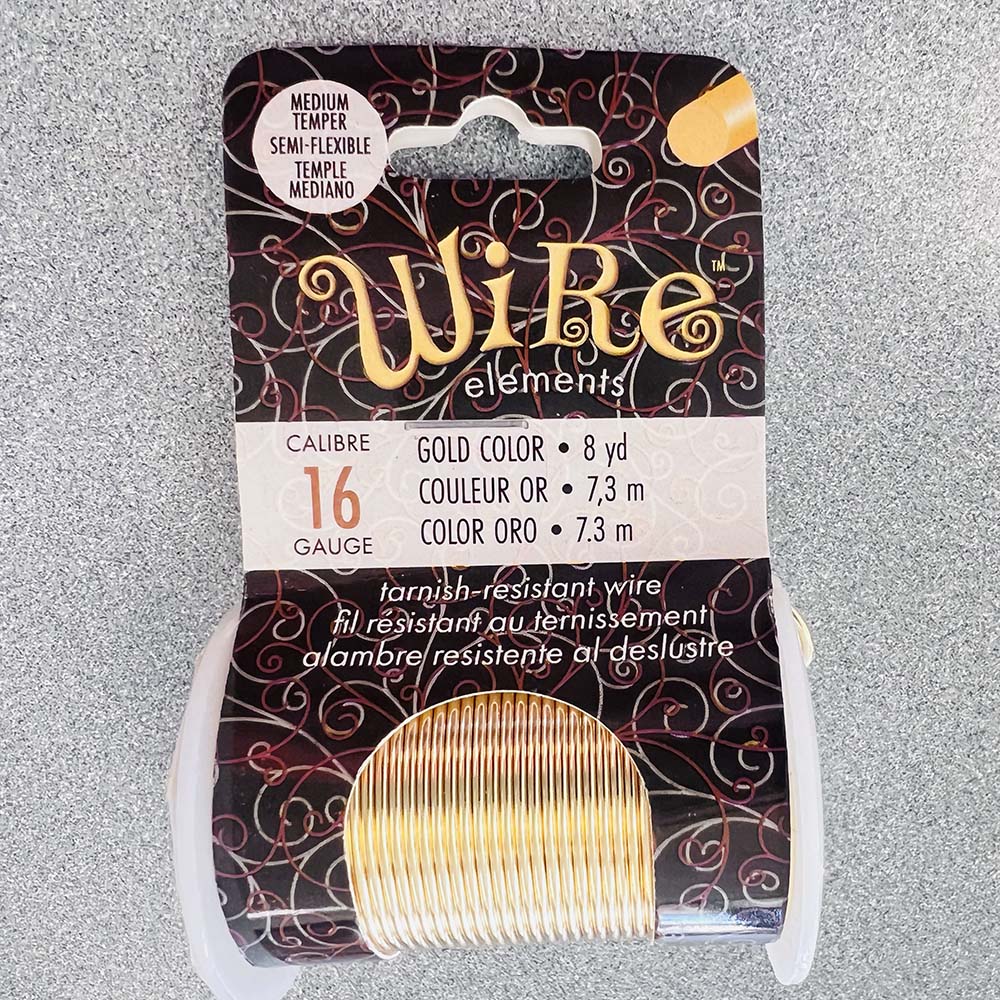 MEDIUM
TEMPER
SEMI-FLEXIBLE
TEMPLE
MEDIANO
WiRe™
elements
CALIBRE
16
GAUGE
GOLD COLOR • 8 yd
COULEUR OR • 7,3 m
COLOR ORO • 7.3 m
tarnish-resistant wire
fil résistant au ternissement
alambre resistente al deslustre